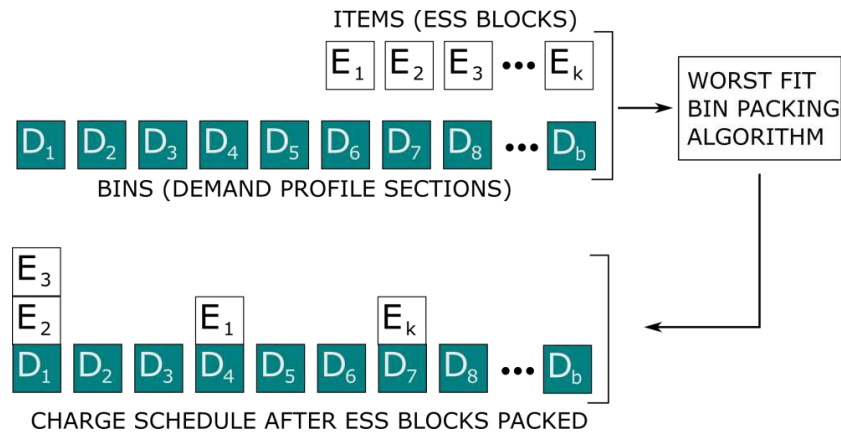 ITEMS (ESS BLOCKS)
E1 E2 E3 ••• Ek
D1 D2 D3 D4 D5 D6 D7 D8 ••• Db
BINS (DEMAND PROFILE SECTIONS)
WORST FIT
BIN PACKING
ALGORITHM
E3
E2 E1 Ek
D1 D2 D3 D4 D5 D6 D7 D8 ••• Db
CHARGE SCHEDULE AFTER ESS BLOCKS PACKED